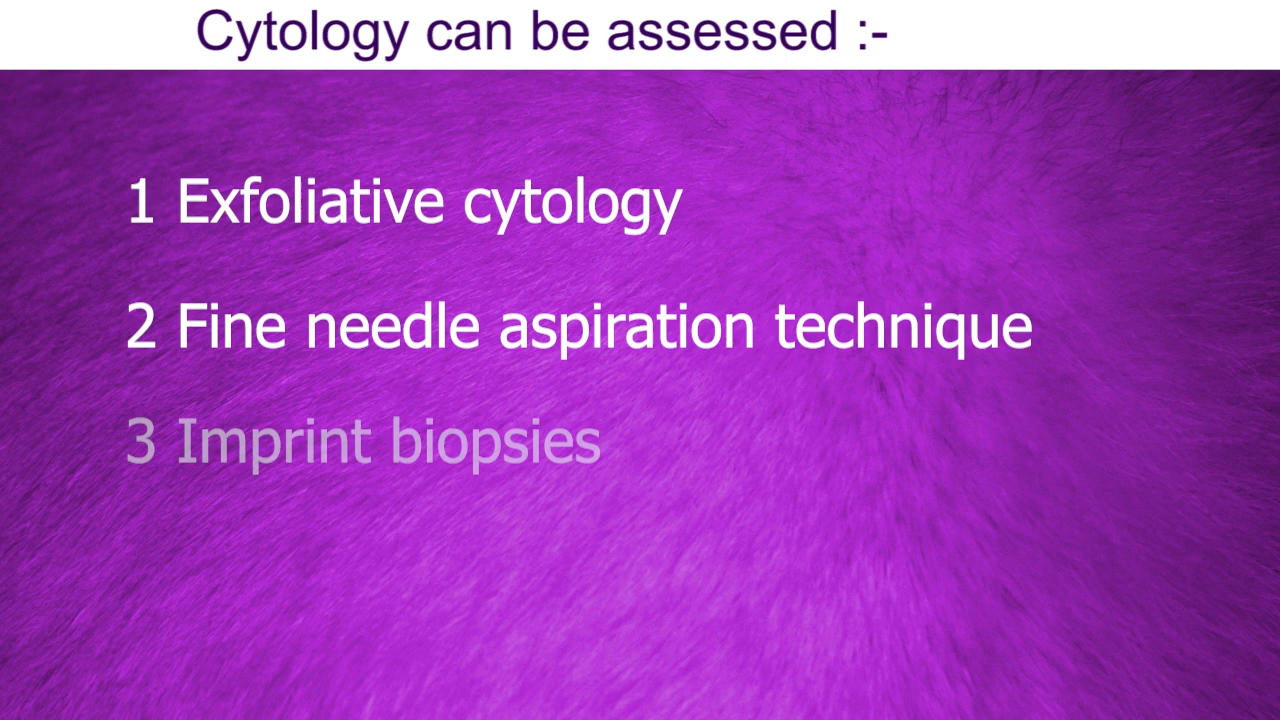 Cytology can be assessed :-
1 Exfoliative cytology
2 Fine needle aspiration technique
3 Imprint biopsies